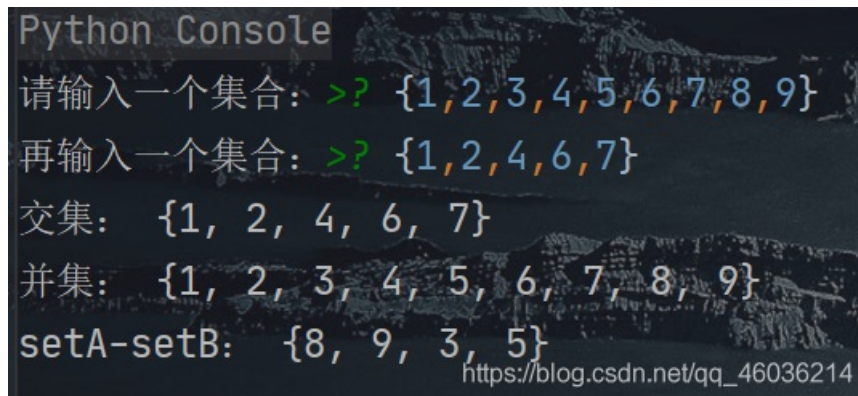 Python Console
请输入一个集合：>? {1,2,3,4,5,6,7,8,9}
再输入一个集合：>? {1,2,4,6,7}
交集： {1, 2, 4, 6, 7}
并集： {1, 2, 3, 4, 5, 6, 7, 8, 9}
setA-setB： {8, 9, 3, 5}
https://blog.csdn.net/qq_46036214